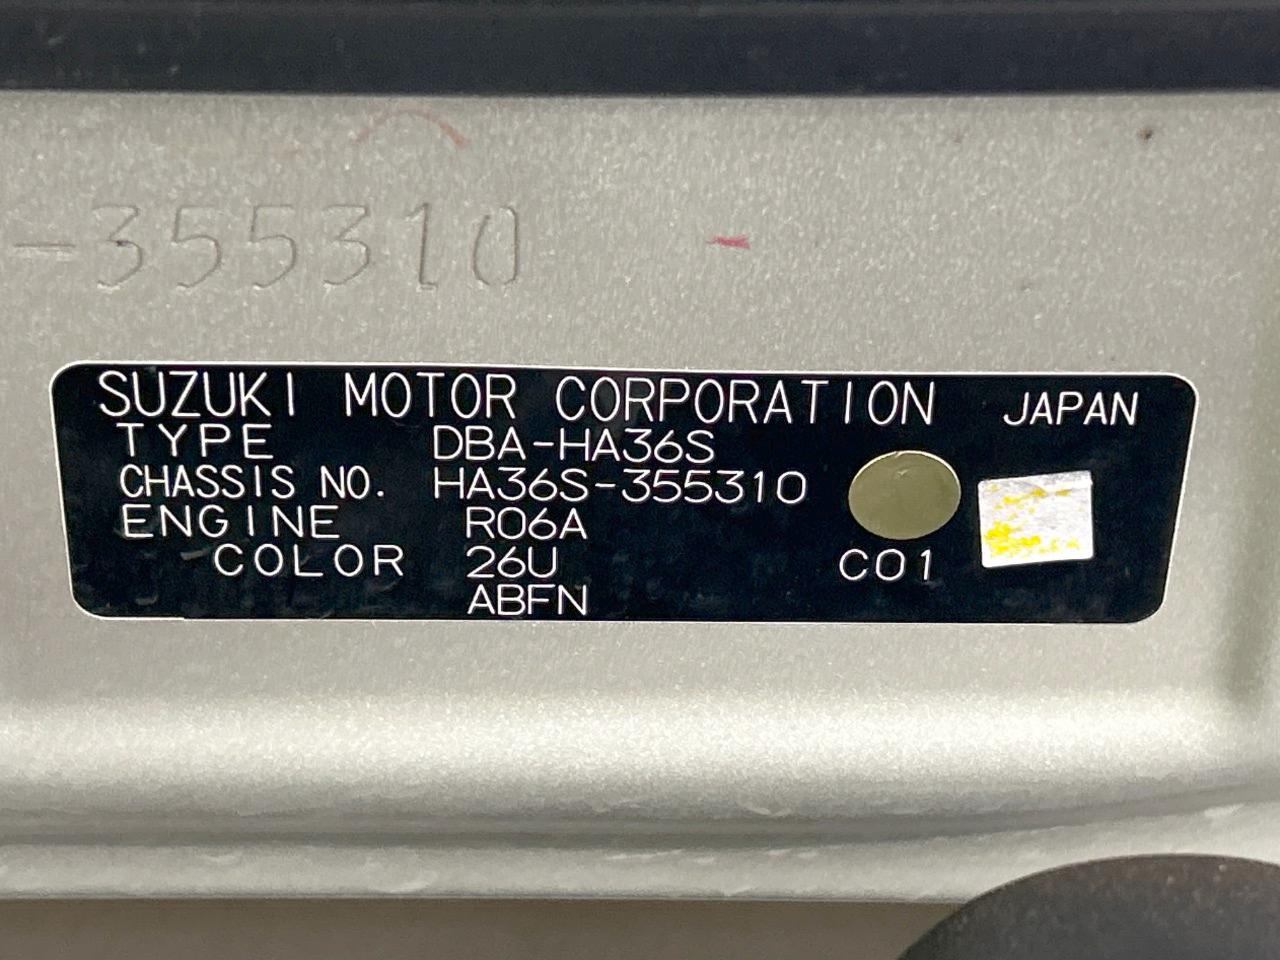 -355310
SUZUKI MOTOR CORPORATION JAPAN
TYPE DBA-HA36S
CHASSIS NO. HA36S-355310
ENGINE R06A
COLOR 26U C01
ABFN